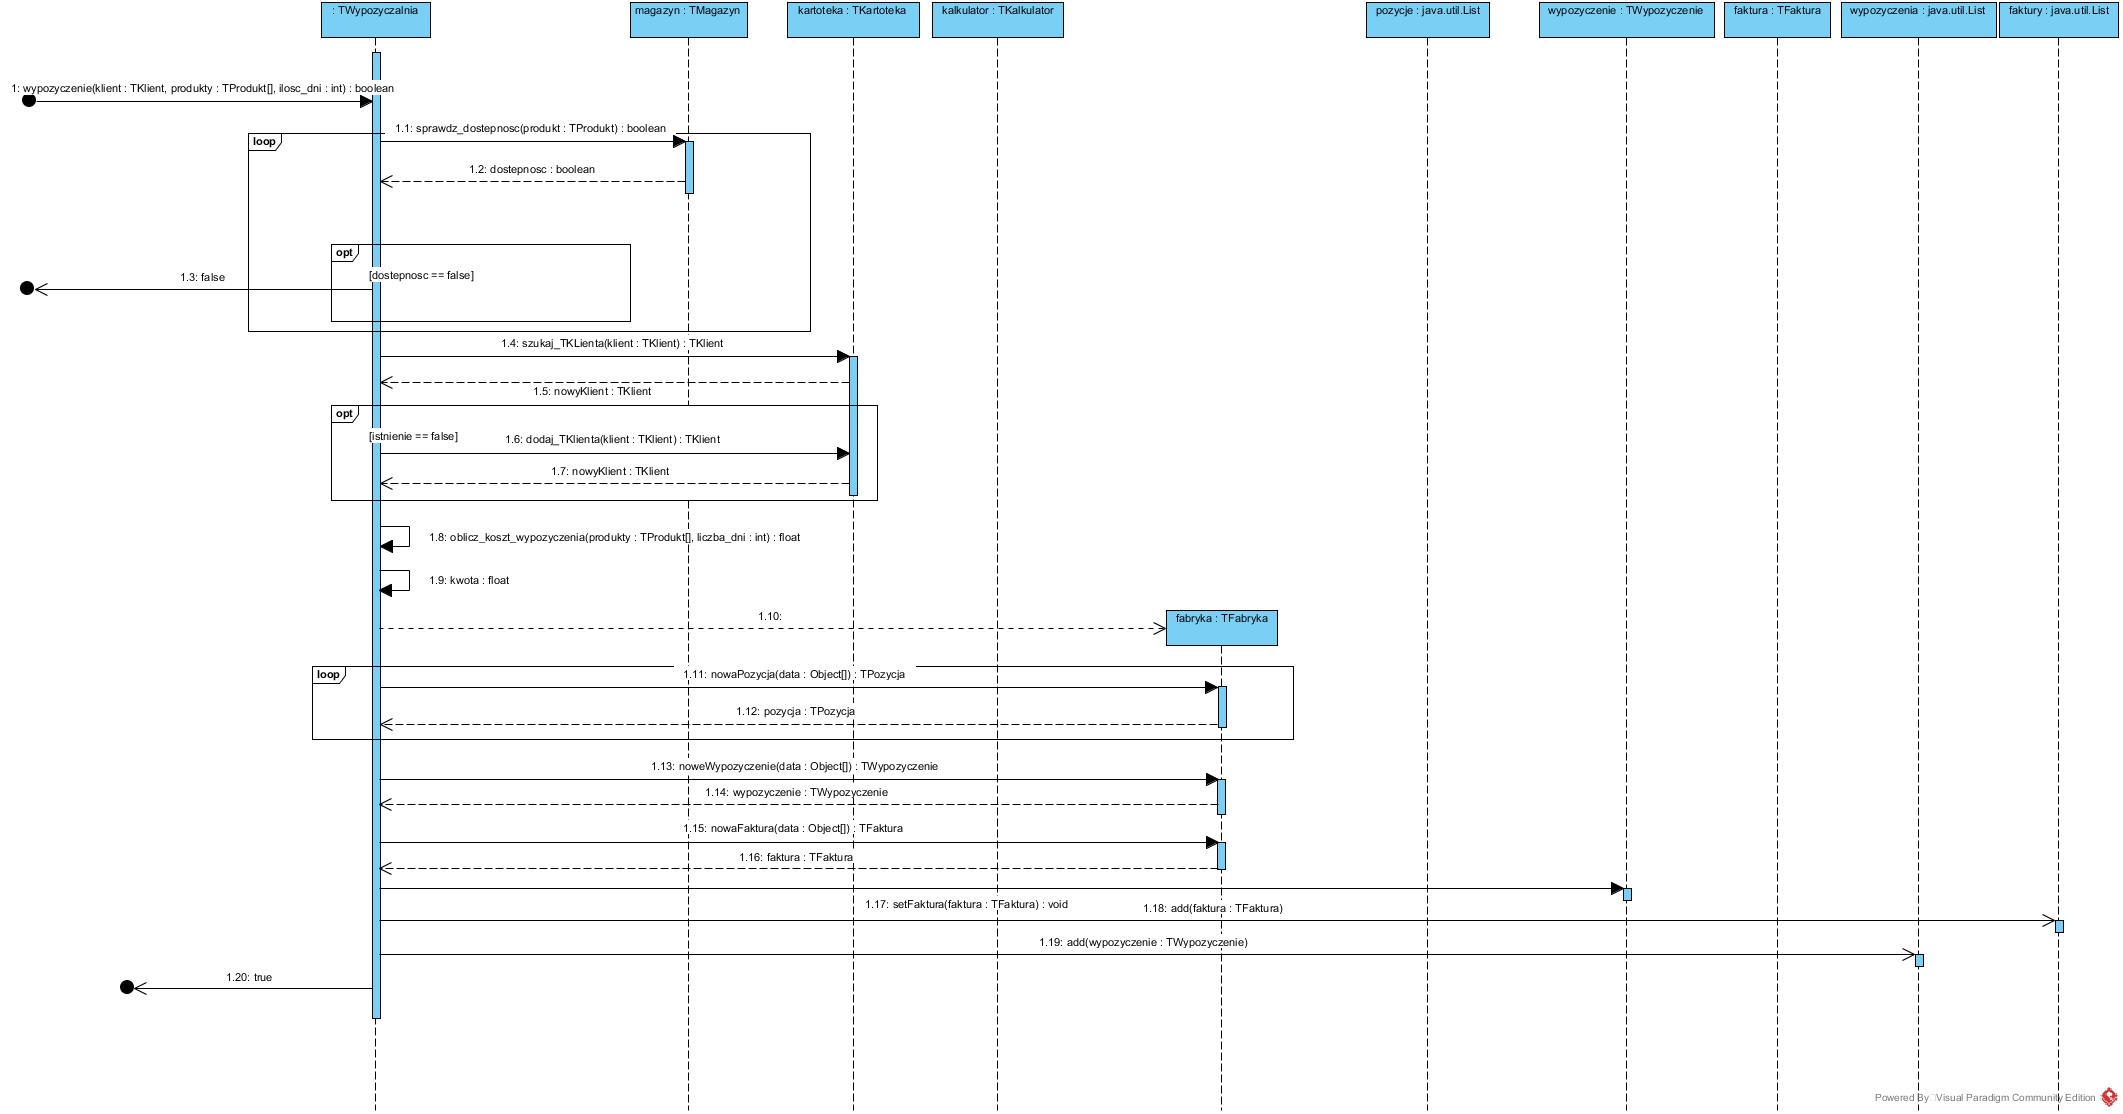 : TWypozyczalnia
magazyn : TMagazyn
kartoteka : TKartoteka
kalkulator : TKalkulator
pozycje : java.util.List
wypozyczenie : TWypozyczenie
faktura : TFaktura
wypozyczenia : java.util.List
faktury : java.util.List
1: wypozyczenie(klient : TKlient, produkty : TProdukt[], ilosc_dni : int) : boolean
loop
1.1: sprawdz_dostepnosc(produkt : TProdukt) : boolean
1.2: dostepnosc : boolean
opt
[dostepnosc == false]
1.3: false
1.4: szukaj_TKLienta(klient : TKlient) : TKlient
1.5: nowyKlient : TKlient
opt
[istnienie == false]
1.6: dodaj_TKlienta(klient : TKlient) : TKlient
1.7: nowyKlient : TKlient
1.8: oblicz_koszt_wypozyczenia(produkty : TProdukt[], liczba_dni : int) : float
1.9: kwota : float
1.10:
fabryka : TFabryka
loop
1.11: nowaPozycja(data : Object[]) : TPozycja
1.12: pozycja : TPozycja
1.13: noweWypozyczenie(data : Object[]) : TWypozyczenie
1.14: wypozyczenie : TWypozyczenie
1.15: nowaFaktura(data : Object[]) : TFaktura
1.16: faktura : TFaktura
1.17: setFaktura(faktura : TFaktura) : void
1.18: add(faktura : TFaktura)
1.19: add(wypozyczenie : TWypozyczenie)
1.20: true
Powered By Visual Paradigm Community Edition